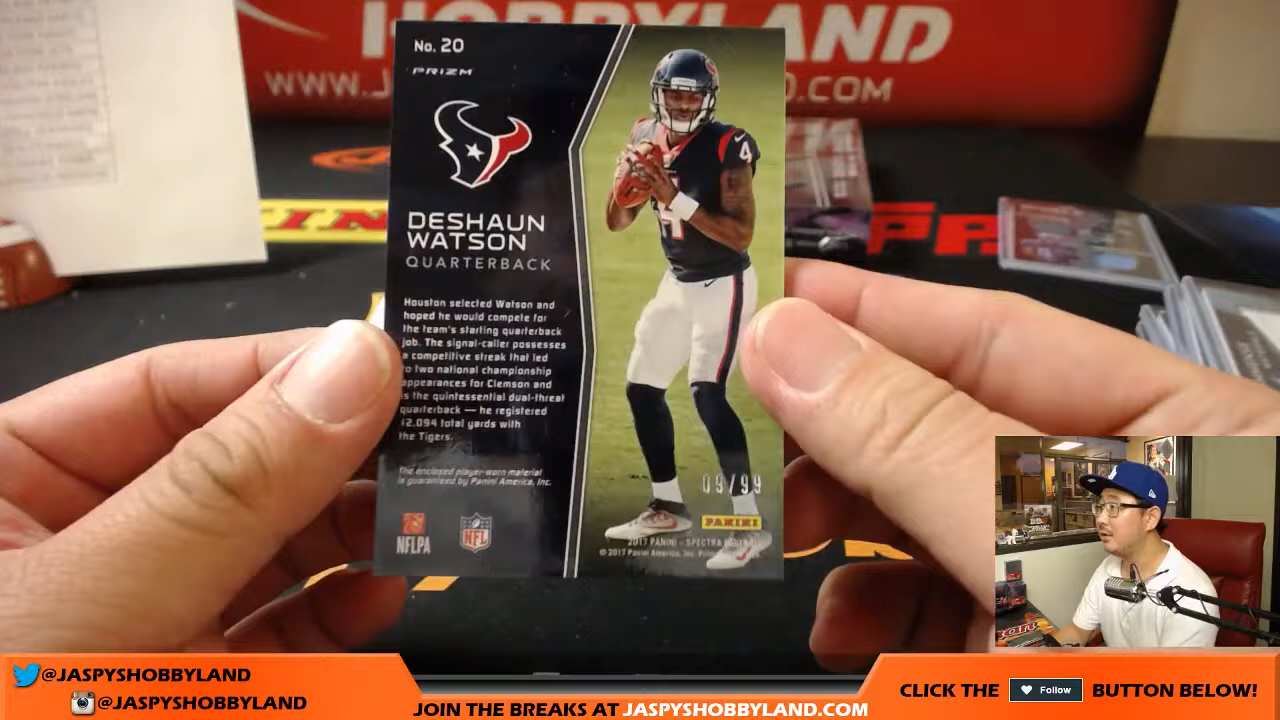 HOBBYLAND
WWW.
D.COM
No. 20
PRIZM
DESHAUN
WATSON
QUARTERBACK
Houston selected Watson and
hoped he would compete for
the team's starting quarterback
job. The signal-caller possesses
a competitive streak that led
to two national championship
appearances for Clemson and
is the quintessential dual-threat
quarterback — he registered
12,094 total yards with
the Tigers.
The enclosed player-worn material
is guaranteed by Panini America, Inc.
NFLPA
NFL
4
09/99
PANINI
2017 PANINI - SPECTRA
© 2017 Panini America, Inc.
@JASPYSHOBBYLAND
@JASPYSHOBBYLAND
JOIN THE BREAKS AT JASPYSHOBBYLAND.COM
CLICK THE Follow BUTTON BELOW!